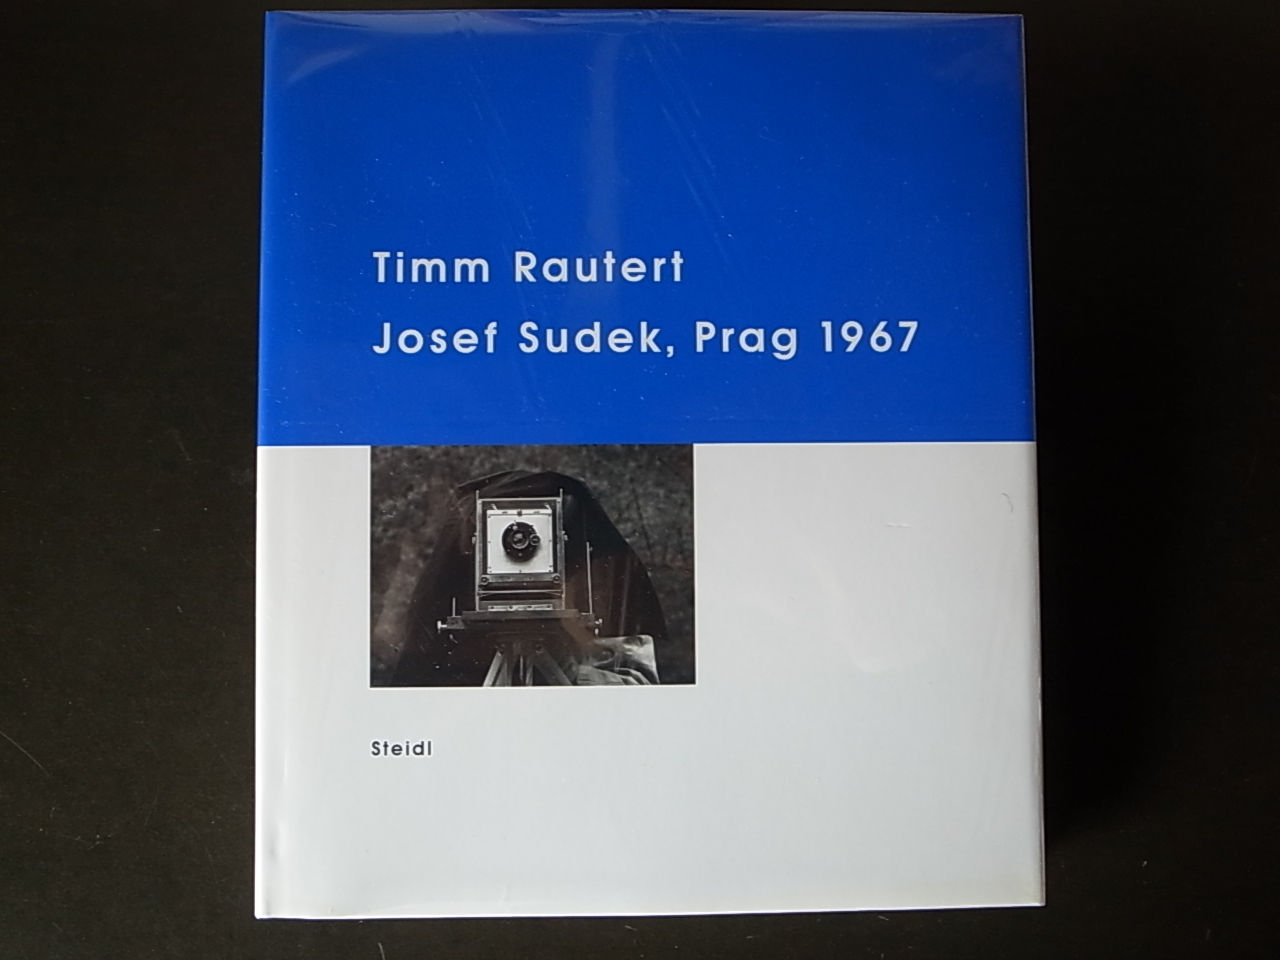 Timm Rautert
Josef Sudek, Prag 1967
Steidl